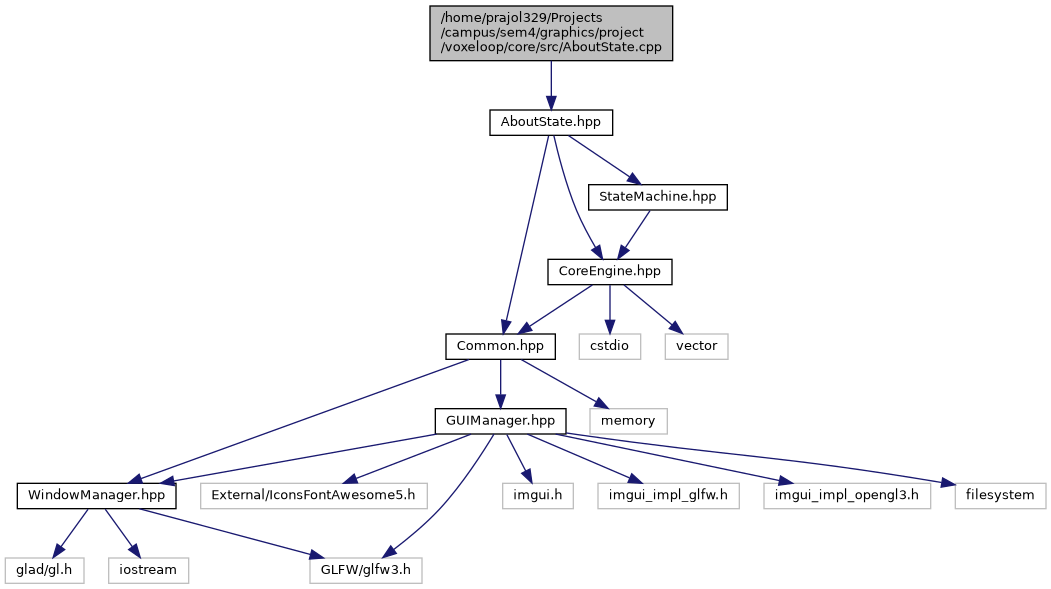 /home/prajol329/Projects
/campus/sem4/graphics/project
/voxeloop/core/src/AboutState.cpp
AboutState.hpp
StateMachine.hpp
CoreEngine.hpp
Common.hpp
cstdio
vector
GUIManager.hpp
memory
WindowManager.hpp
External/IconsFontAwesome5.h
imgui.h
imgui_impl_glfw.h
imgui_impl_opengl3.h
filesystem
glad/gl.h
iostream
GLFW/glfw3.h